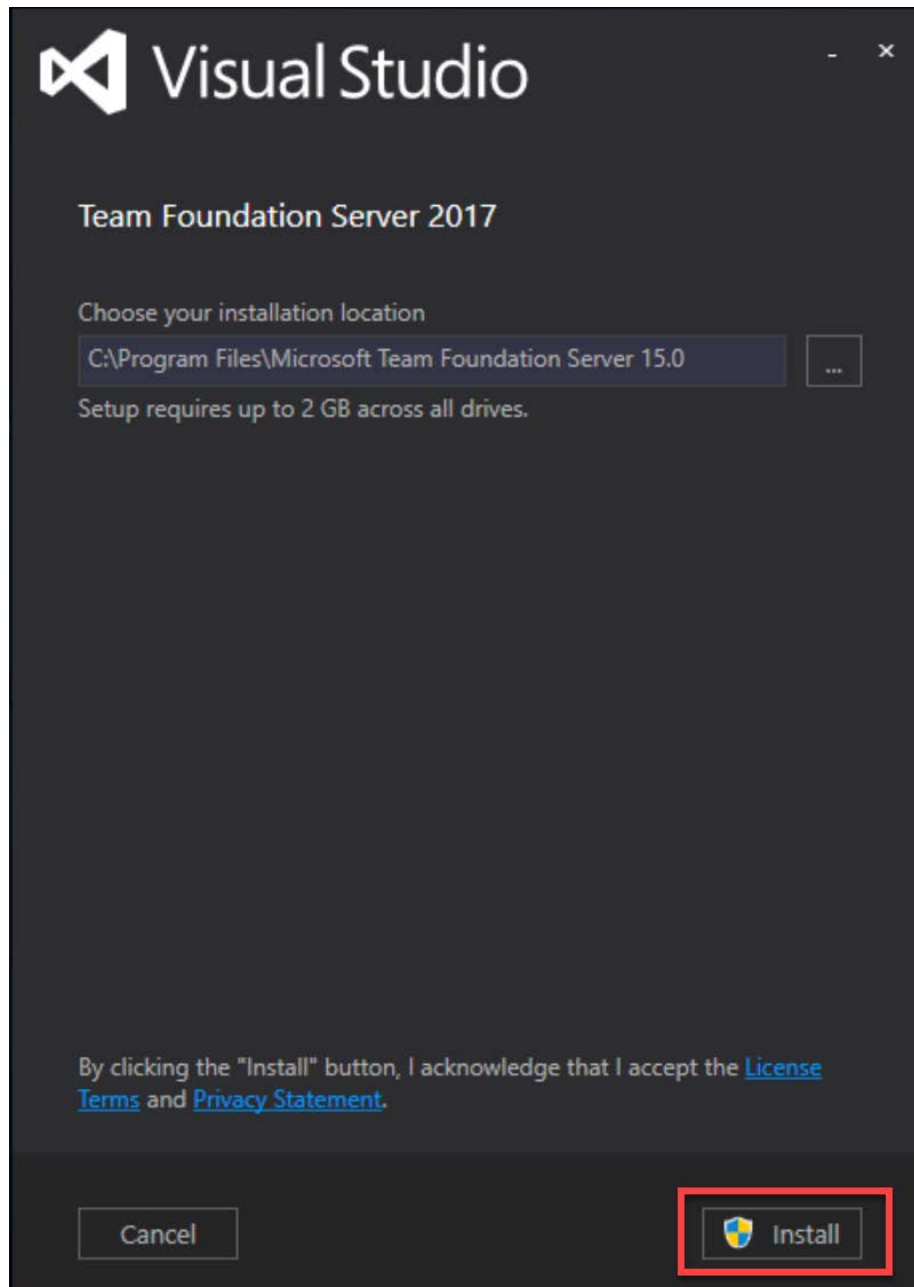 Visual Studio
Team Foundation Server 2017
Choose your installation location
C:\Program Files\Microsoft Team Foundation Server 15.0
...
Setup requires up to 2 GB across all drives.
By clicking the "Install" button, I acknowledge that I accept the License
Terms and Privacy Statement.
Cancel
Install